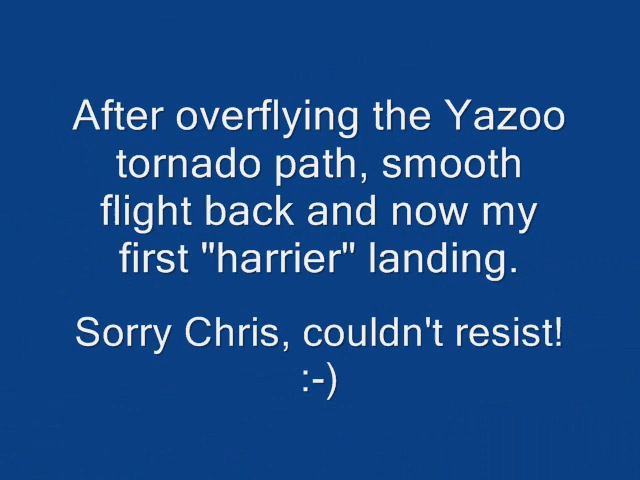 After overflying the Yazoo
tornado path, smooth
flight back and now my
first "harrier" landing.
Sorry Chris, couldn't resist!
:-)